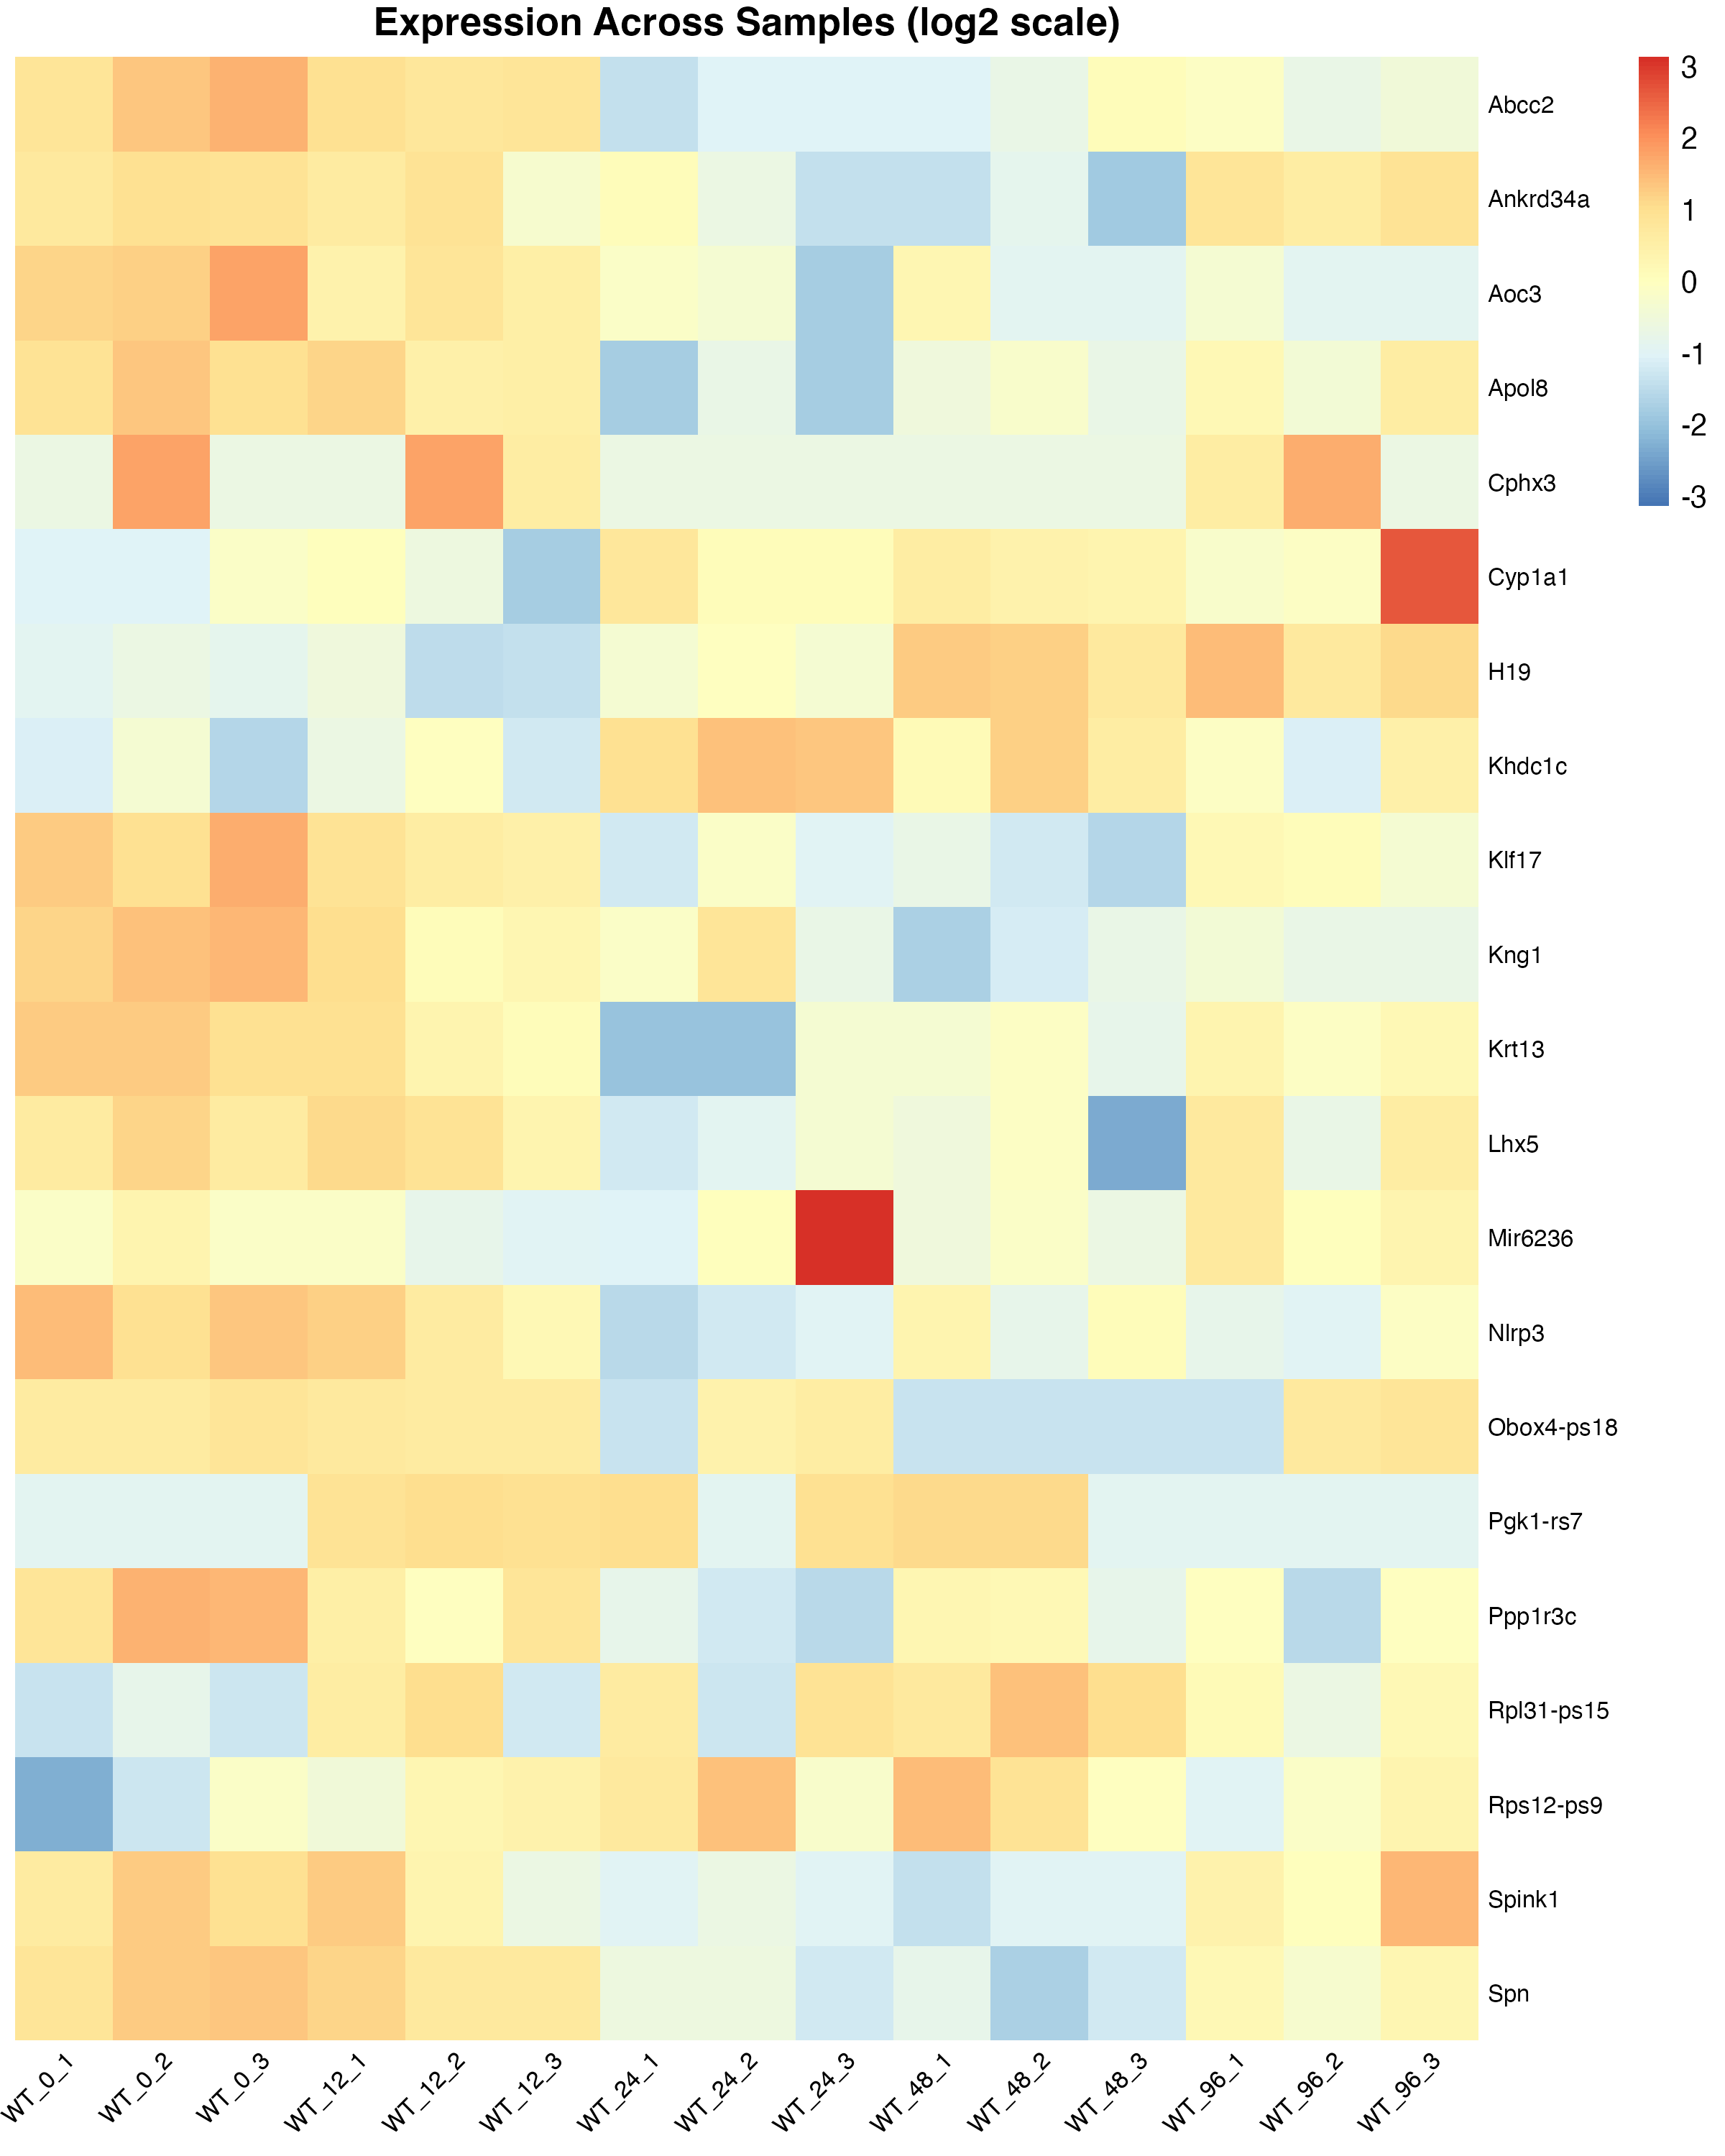 Expression Across Samples (log2 scale)
3
2
1
0
-1
-2
-3
Abcc2
Ankrd34a
Aoc3
Apol8
Cphx3
Cyp1a1
H19
Khdc1c
Klf17
Kng1
Krt13
Lhx5
Mir6236
Nlrp3
Obox4-ps18
Pgk1-rs7
Ppp1r3c
Rpl31-ps15
Rps12-ps9
Spink1
Spn
WT_0_1
WT_0_2
WT_0_3
WT_12_1
WT_12_2
WT_12_3
WT_24_1
WT_24_2
WT_24_3
WT_48_1
WT_48_2
WT_48_3
WT_96_1
WT_96_2
WT_96_3